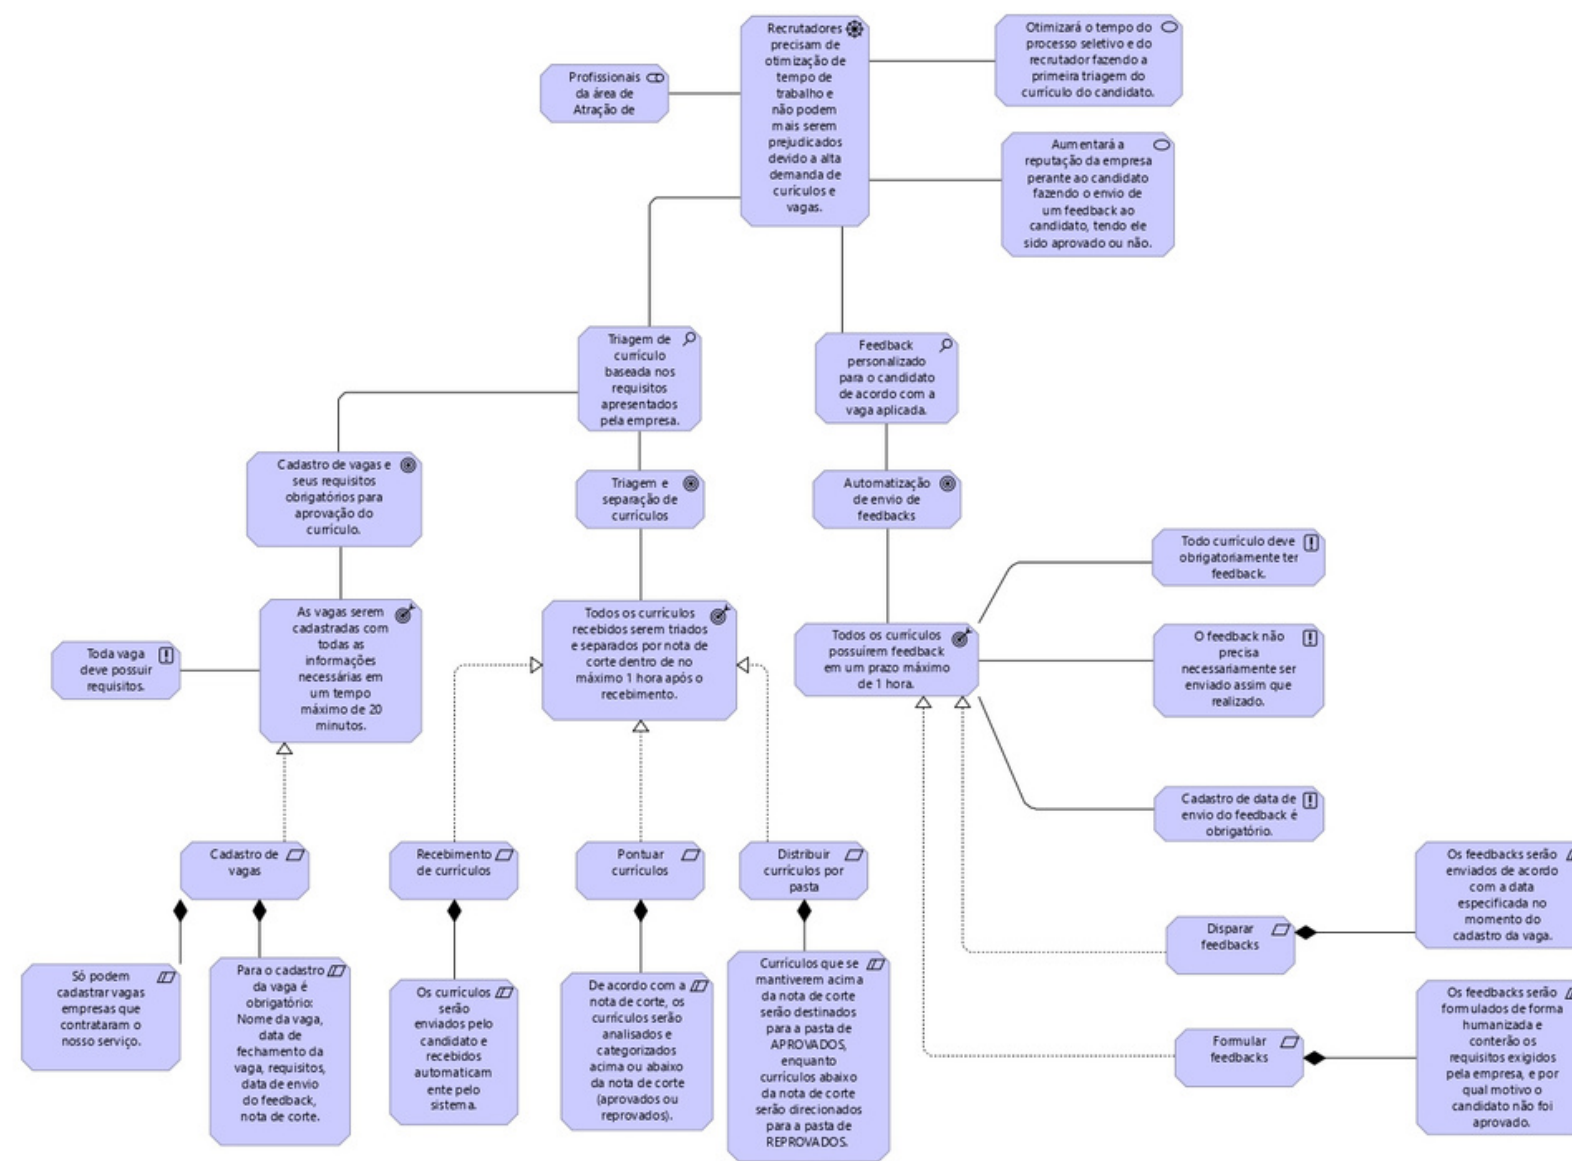 Recrutadores
precisam de
otimização de
tempo de
trabalho e
não podem
mais serem
prejudicados
devido a alta
demanda de
curículos e
vagas.
Otimizará o tempo do
processo seletivo e do
recrutador fazendo a
primeira triagem do
currículo do candidato.
Profissionais
da área de
Atração de
Aumentará a
reputação da empresa
perante ao candidato
fazendo o envio de
um feedback ao
candidato, tendo ele
sido aprovado ou não.
Triagem de
currículo
baseada nos
requisitos
apresentados
pela empresa.
Feedback
personalizado
para o candidato
de acordo com a
vaga aplicada.
Cadastro de vagas e
seus requisitos
obrigatórios para
aprovação do
currículo.
Triagem e
separação de
currículos
Automatização
de envio de
feedbacks
Todo currículo deve
obrigatoriamente ter
feedback.
As vagas serem
cadastradas com
todas as
informações
necessárias em
um tempo
máximo de 20
minutos.
Todos os currículos
recebidos serem triados
e separados por nota de
corte dentro de no
máximo 1 hora após o
recebimento.
Todos os currículos
possuírem feedback
em um prazo máximo
de 1 hora.
O feedback não
precisa
necessariamente ser
enviado assim que
realizado.
Toda vaga
deve possuir
requisitos.
Cadastro de data de
envio do feedback é
obrigatório.
Cadastro de
vagas
Recebimento
de currículos
Pontuar
currículos
Distribuir
currículos por
pasta
Os feedbacks serão
enviados de acordo
com a data
especificada no
momento do
cadastro da vaga.
Disparar
feedbacks
Só podem
cadastrar vagas
empresas que
contrataram o
nosso serviço.
Para o cadastro
da vaga é
obrigatório:
Nome da vaga,
data de
fechamento da
vaga, requisitos,
data de envio
do feedback,
nota de corte.
Os currículos
serão
enviados pelo
candidato e
recebidos
automaticam
ente pelo
sistema.
De acordo com a
nota de corte, os
currículos serão
analisados e
categorizados
acima ou abaixo
da nota de corte
(aprovados ou
reprovados).
Currículos que se
mantiverem acima
da nota de corte
serão destinados
para a pasta de
APROVADOS,
enquanto
currículos abaixo
da nota de corte
serão direcionados
para a pasta de
REPROVADOS.
Formular
feedbacks
Os feedbacks serão
formulados de forma
humanizada e
conterão os
requisitos exigidos
pela empresa, e por
qual motivo o
candidato não foi
aprovado.